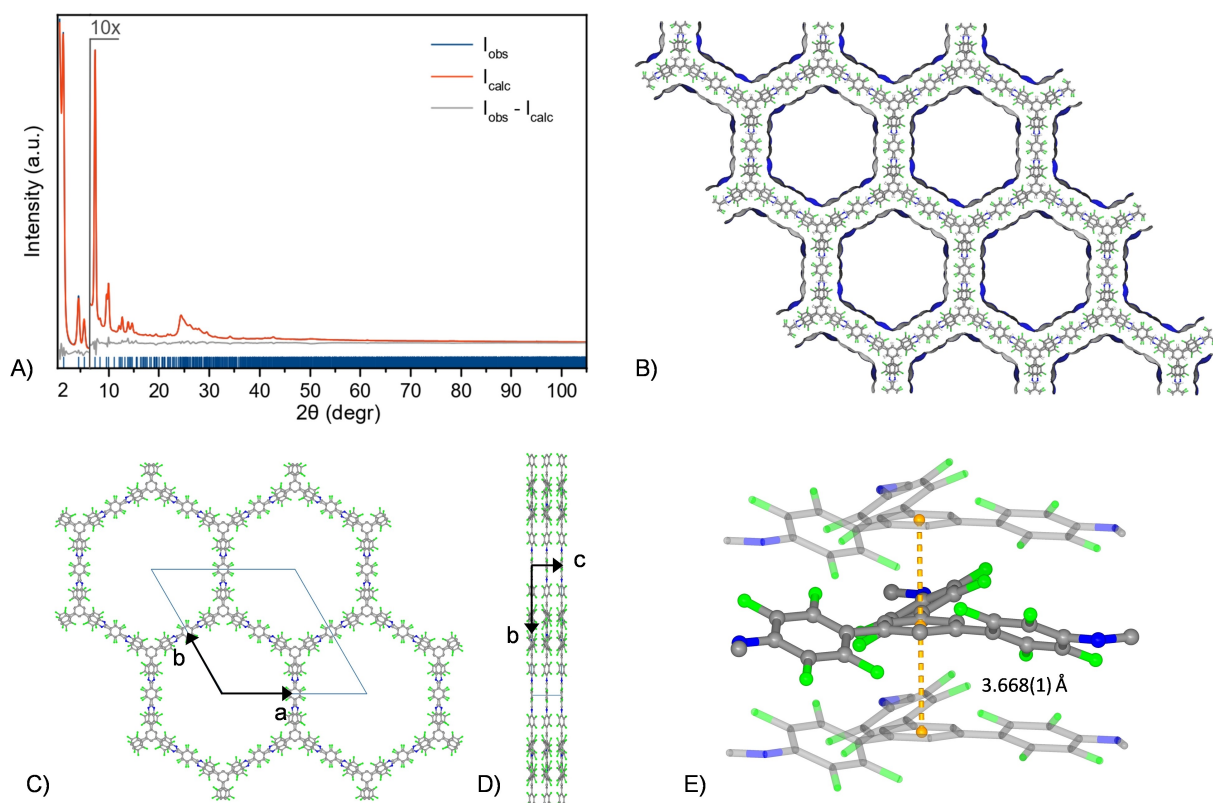 10x
I_obs
I_calc
I_obs - I_calc
Intensity (a.u.)
2 10 20 30 40 50 60 70 80 90 100
2θ (degr)
A)
B)
b
a
C)
c
b
D)
3.668(1) Å
E)